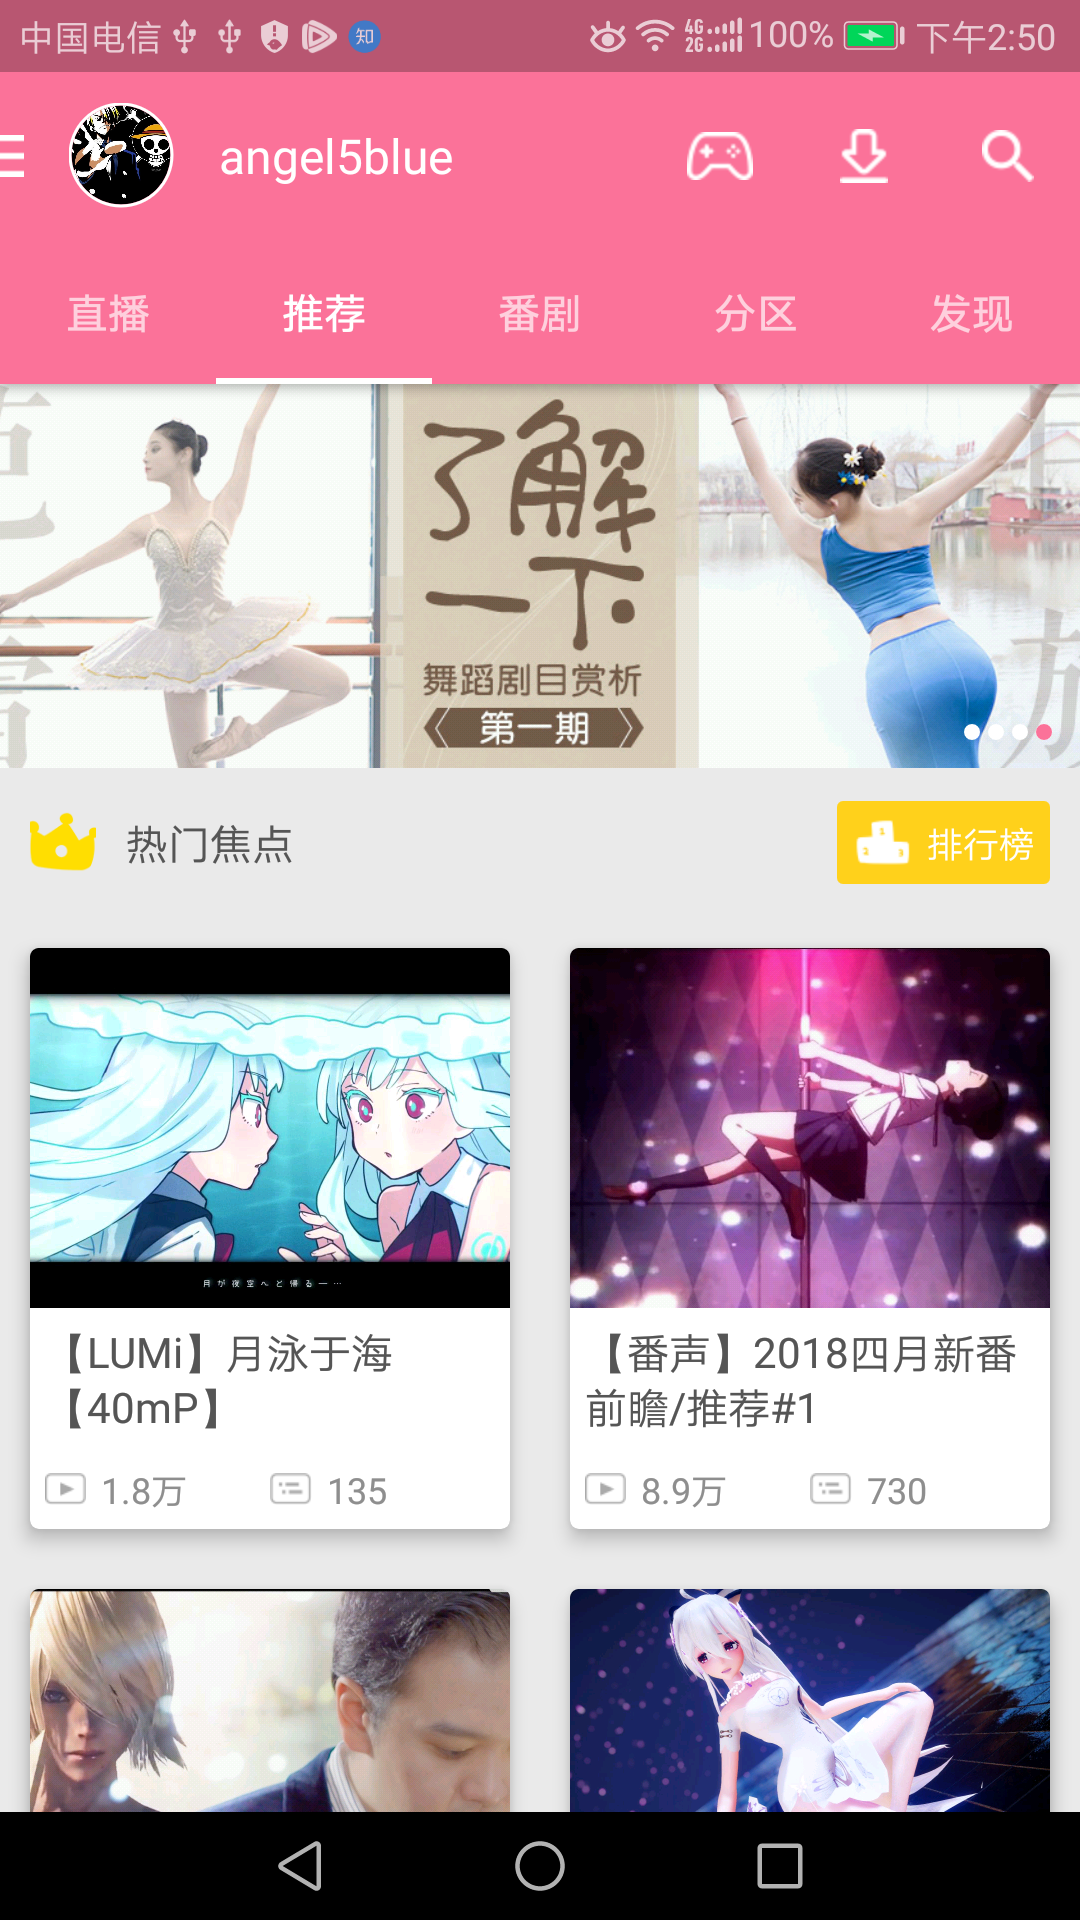 中国电信 知 4G 2G 100% 下午2:50
angel5blue
直播 推荐 番剧 分区 发现
了解
一下
舞蹈剧目赏析
第一期
热门焦点 排行榜
月が夜空へと帰る—…
【LUMi】月泳于海
【40mP】
1.8万 135
【番声】2018四月新番
前瞻/推荐#1
8.9万 730